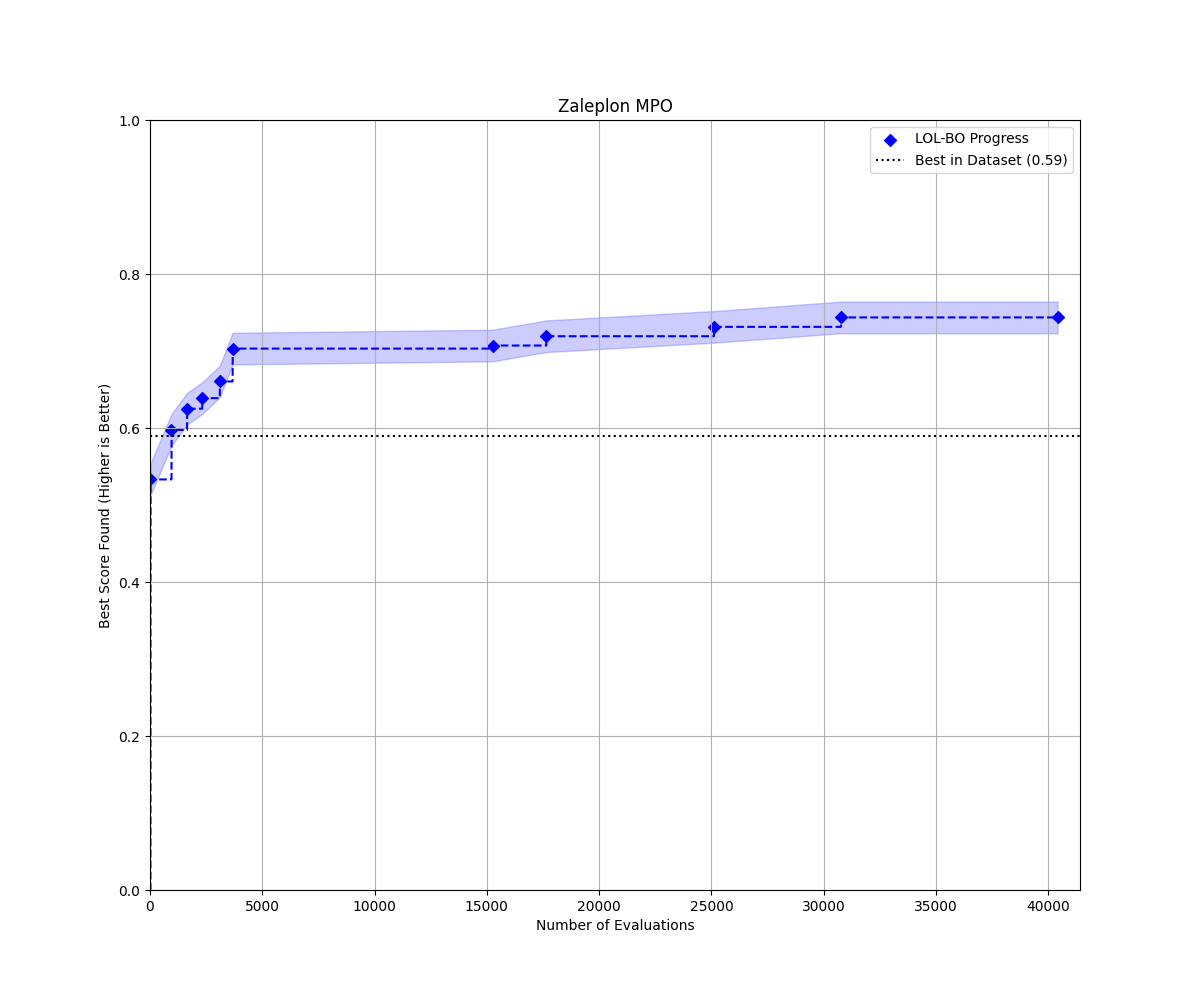 Zaleplon MPO
LOL-BO Progress
Best in Dataset (0.59)
Best Score Found (Higher is Better)
1.0
0.8
0.6
0.4
0.2
0.0
0 5000 10000 15000 20000 25000 30000 35000 40000
Number of Evaluations